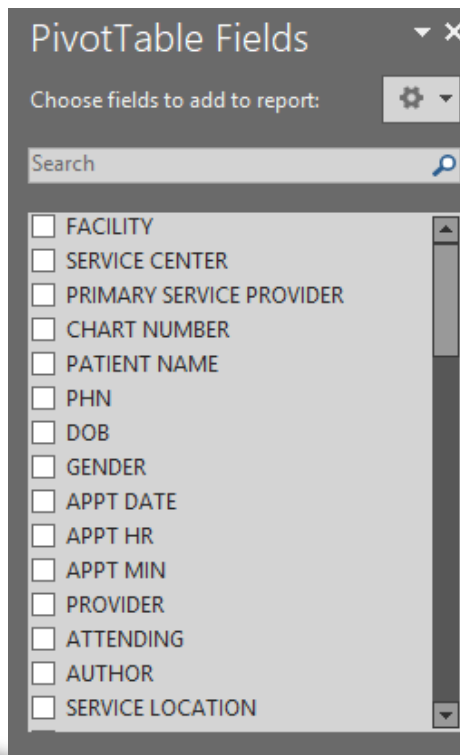 PivotTable Fields
Choose fields to add to report:
Search
FACILITY
SERVICE CENTER
PRIMARY SERVICE PROVIDER
CHART NUMBER
PATIENT NAME
PHN
DOB
GENDER
APPT DATE
APPT HR
APPT MIN
PROVIDER
ATTENDING
AUTHOR
SERVICE LOCATION